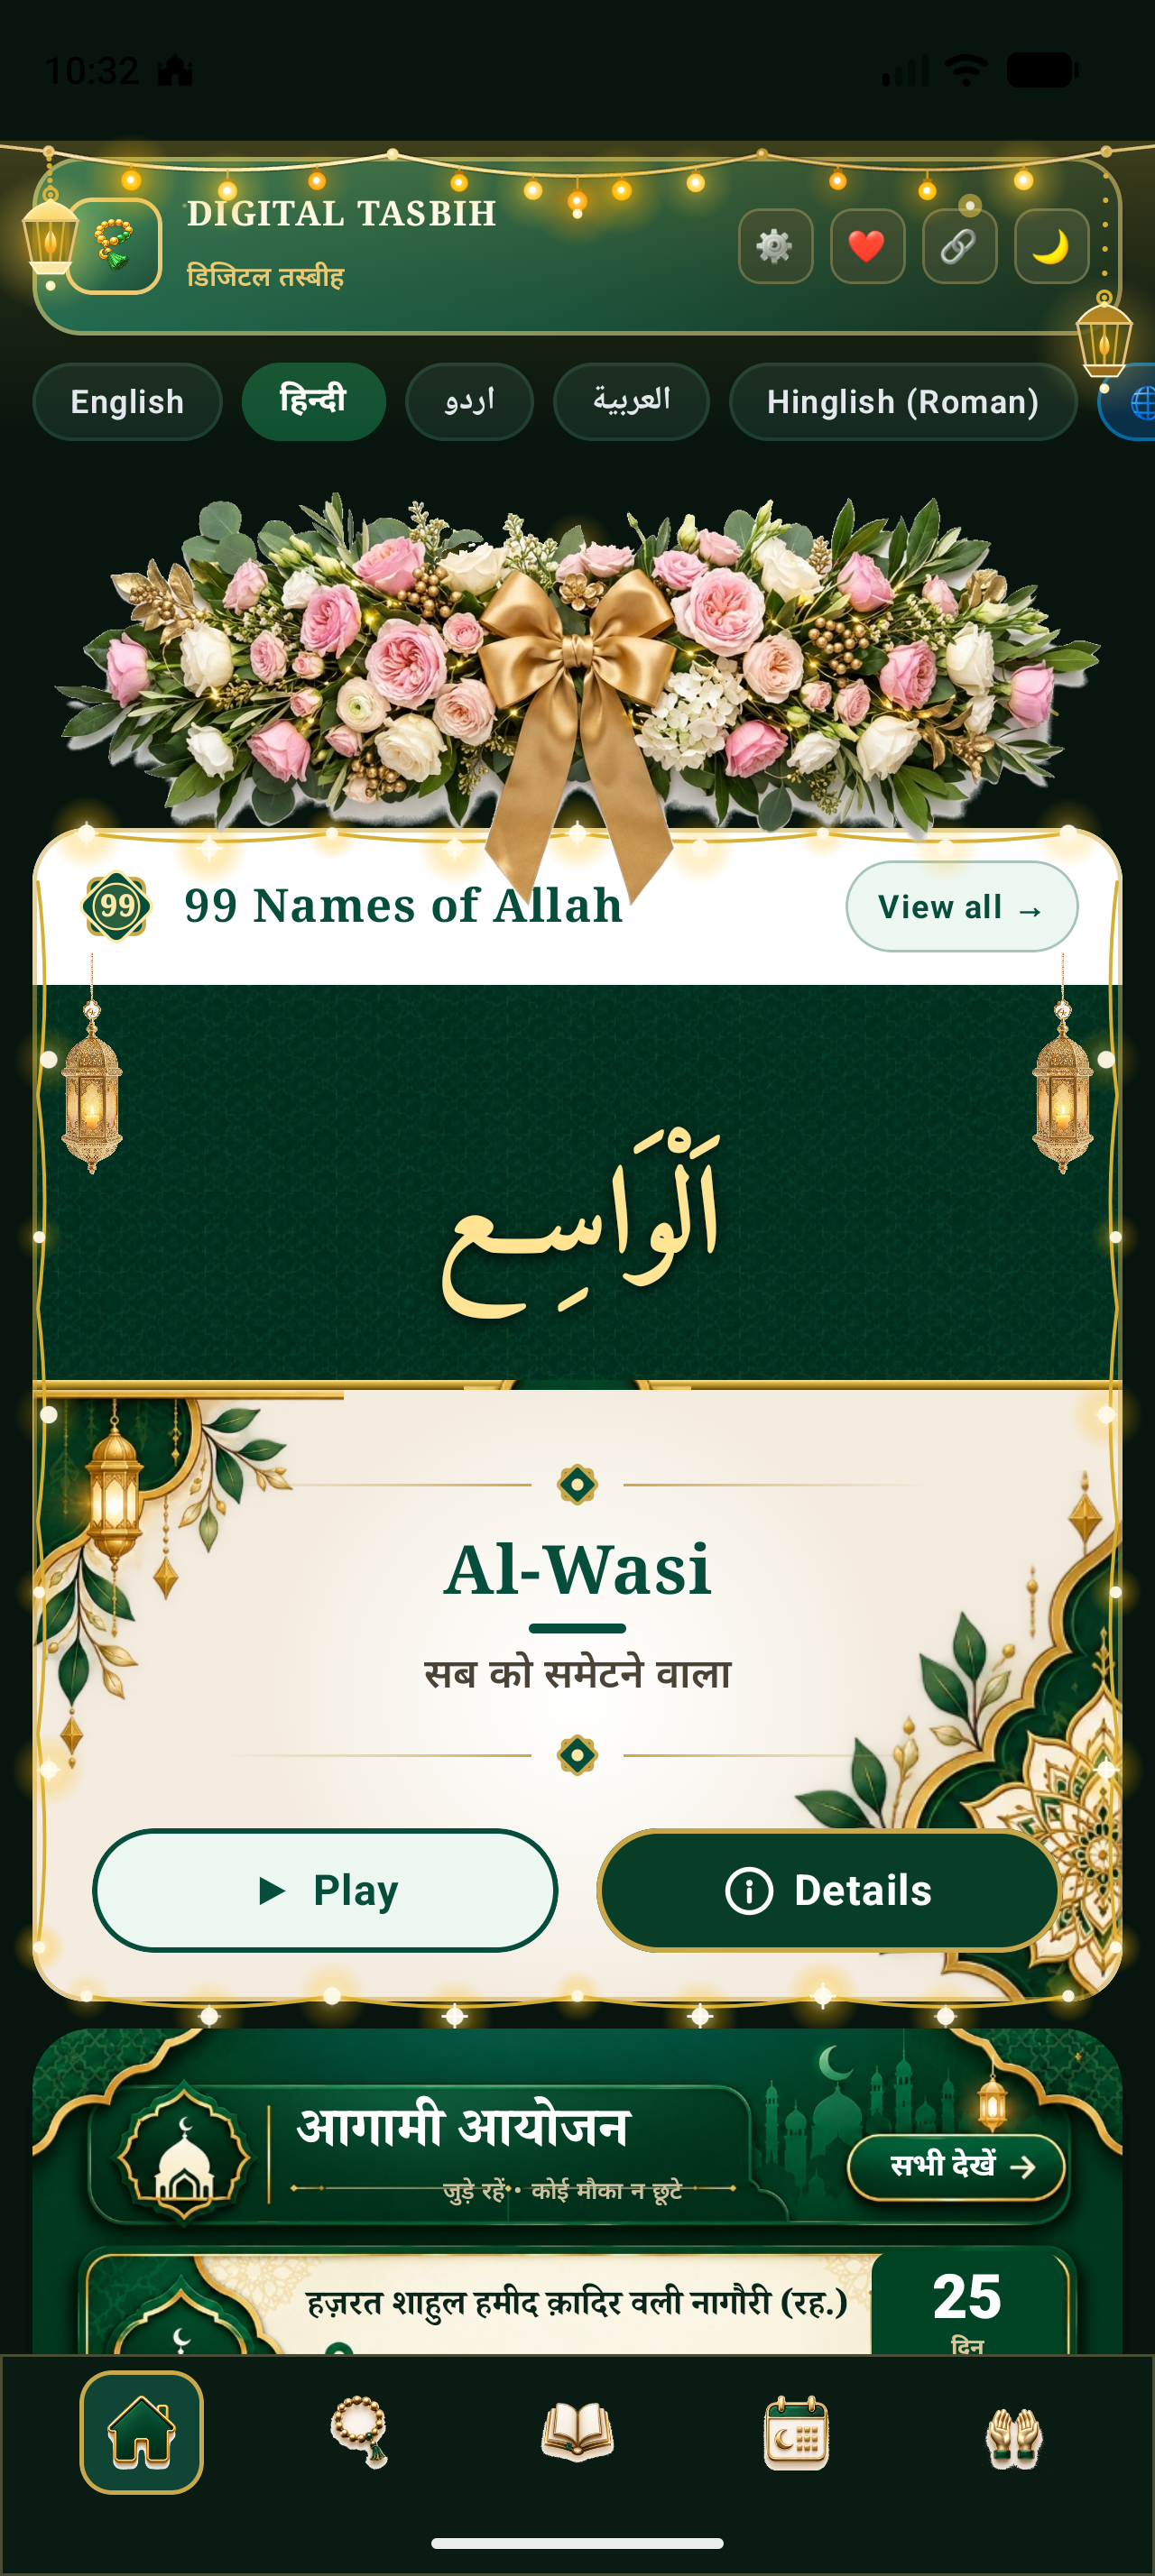 10:32
DIGITAL TASBIH
डिजिटल तस्बीह
English
हिन्दी
اردو
العربية
Hinglish (Roman)
99
99 Names of Allah
View all →
اَلْوَاسِع
Al-Wasi
सब को समेटने वाला
Play
Details
आगामी आयोजन
जुड़े रहें • कोई मौका न छूटे
सभी देखें →
हज़रत शाहुल हमीद क़ादिर वली नागौरी (रह.)
25
दिन